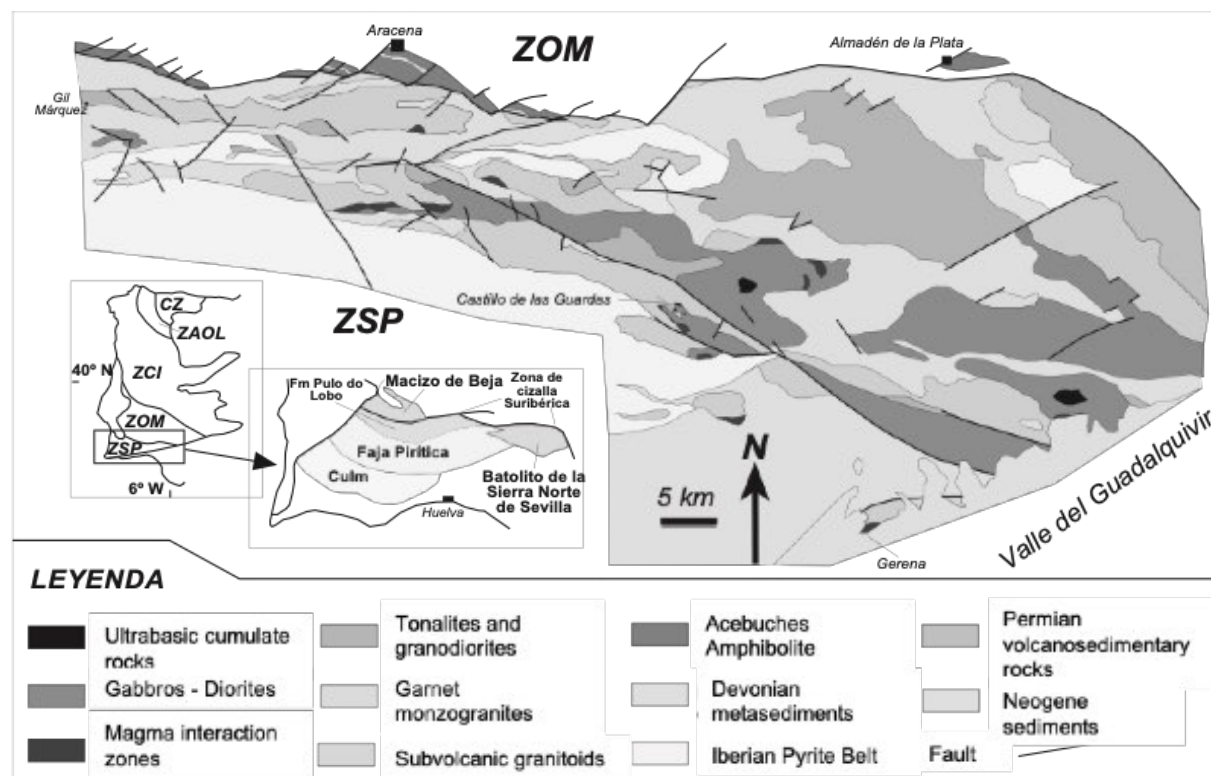 Aracena
ZOM
Almadén de la Plata
Gil
Márquez
Castillo de las Guardas
ZSP
CZ
ZAOL
40º N
ZCI
ZOM
ZSP
6º W
Fm Pulo do
Lobo
Macizo de Beja
Zona de
cizalla
Suribérica
Faja Pirítica
Culm
Batolito de la
Sierra Norte
de Sevilla
Huelva
N
5 km
Gerena
Valle del Guadalquivir
LEYENDA
Ultrabasic cumulate
rocks
Gabbros - Diorites
Magma interaction
zones
Tonalites and
granodiorites
Garnet
monzogranites
Subvolcanic granitoids
Acebuches
Amphibolite
Devonian
metasediments
Iberian Pyrite Belt
Permian
volcanosedimentary
rocks
Neogene
sediments
Fault